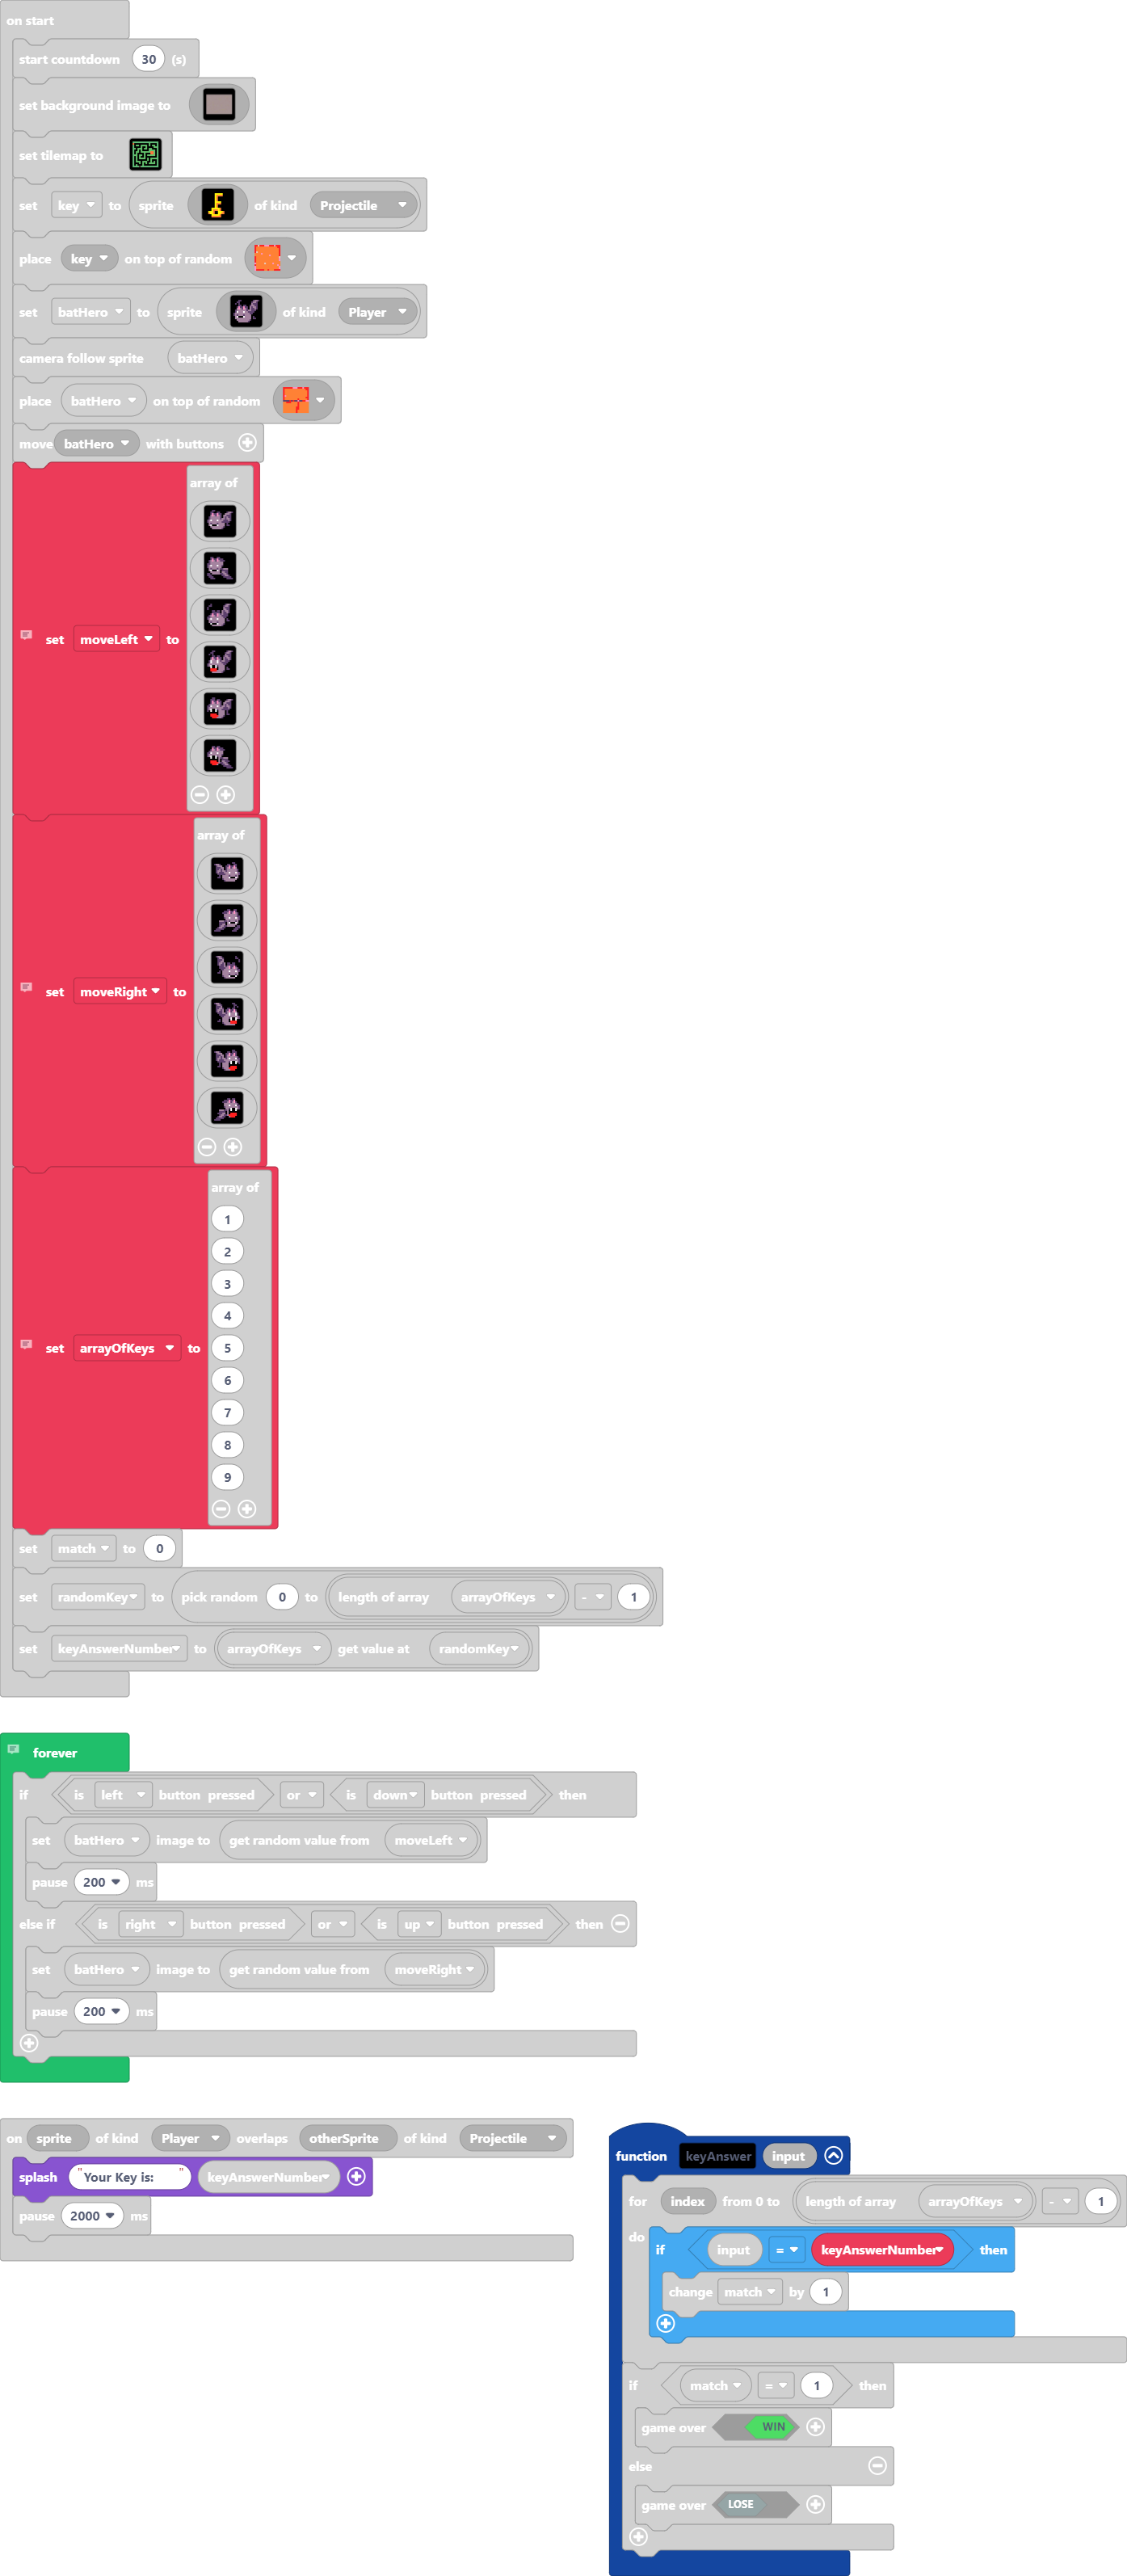 on start
start countdown 30 (s)
set background image to
set tilemap to
set key to sprite of kind Projectile
place key on top of random
set batHero to sprite of kind Player
camera follow sprite batHero
place batHero on top of random
move batHero with buttons
array of
set moveLeft to
array of
set moveRight to
array of
1
2
3
4
set arrayOfKeys to 5
6
7
8
9
set match to 0
set randomKey to pick random 0 to length of array arrayOfKeys - 1
set keyAnswerNumber to arrayOfKeys get value at randomKey
forever
if is left button pressed or is down button pressed then
set batHero image to get random value from moveLeft
pause 200 ms
else if is right button pressed or is up button pressed then
set batHero image to get random value from moveRight
pause 200 ms
on sprite of kind Player overlaps otherSprite of kind Projectile
splash "Your Key is: " keyAnswerNumber
pause 2000 ms
function keyAnswer input
for index from 0 to length of array arrayOfKeys - 1
do
if input = keyAnswerNumber then
change match by 1
if match = 1 then
game over WIN
else
game over LOSE